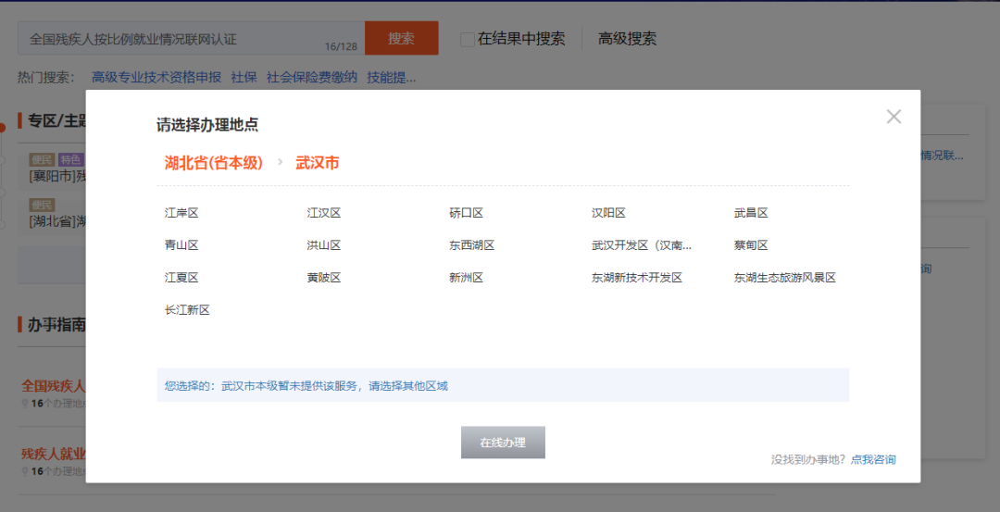 全国残疾人按比例就业情况联网认证
16/128
搜索
在结果中搜索
高级搜索
热门搜索：
高级专业技术资格申报 社保 社会保险费缴纳 技能提...
专区/主题
便民 特色
[襄阳市]残
便民
[湖北省]湖
情况联...
询
办事指南
全国残疾人
16个办理地
残疾人就业
16个办理地
请选择办理地点
湖北省(省本级) > 武汉市
江岸区 江汉区 硚口区 汉阳区 武昌区
青山区 洪山区 东西湖区 武汉开发区（汉南... 蔡甸区
江夏区 黄陂区 新洲区 东湖新技术开发区 东湖生态旅游风景区
长江新区
您选择的：武汉市本级暂未提供该服务，请选择其他区域
在线办理
没找到办事地？点我咨询